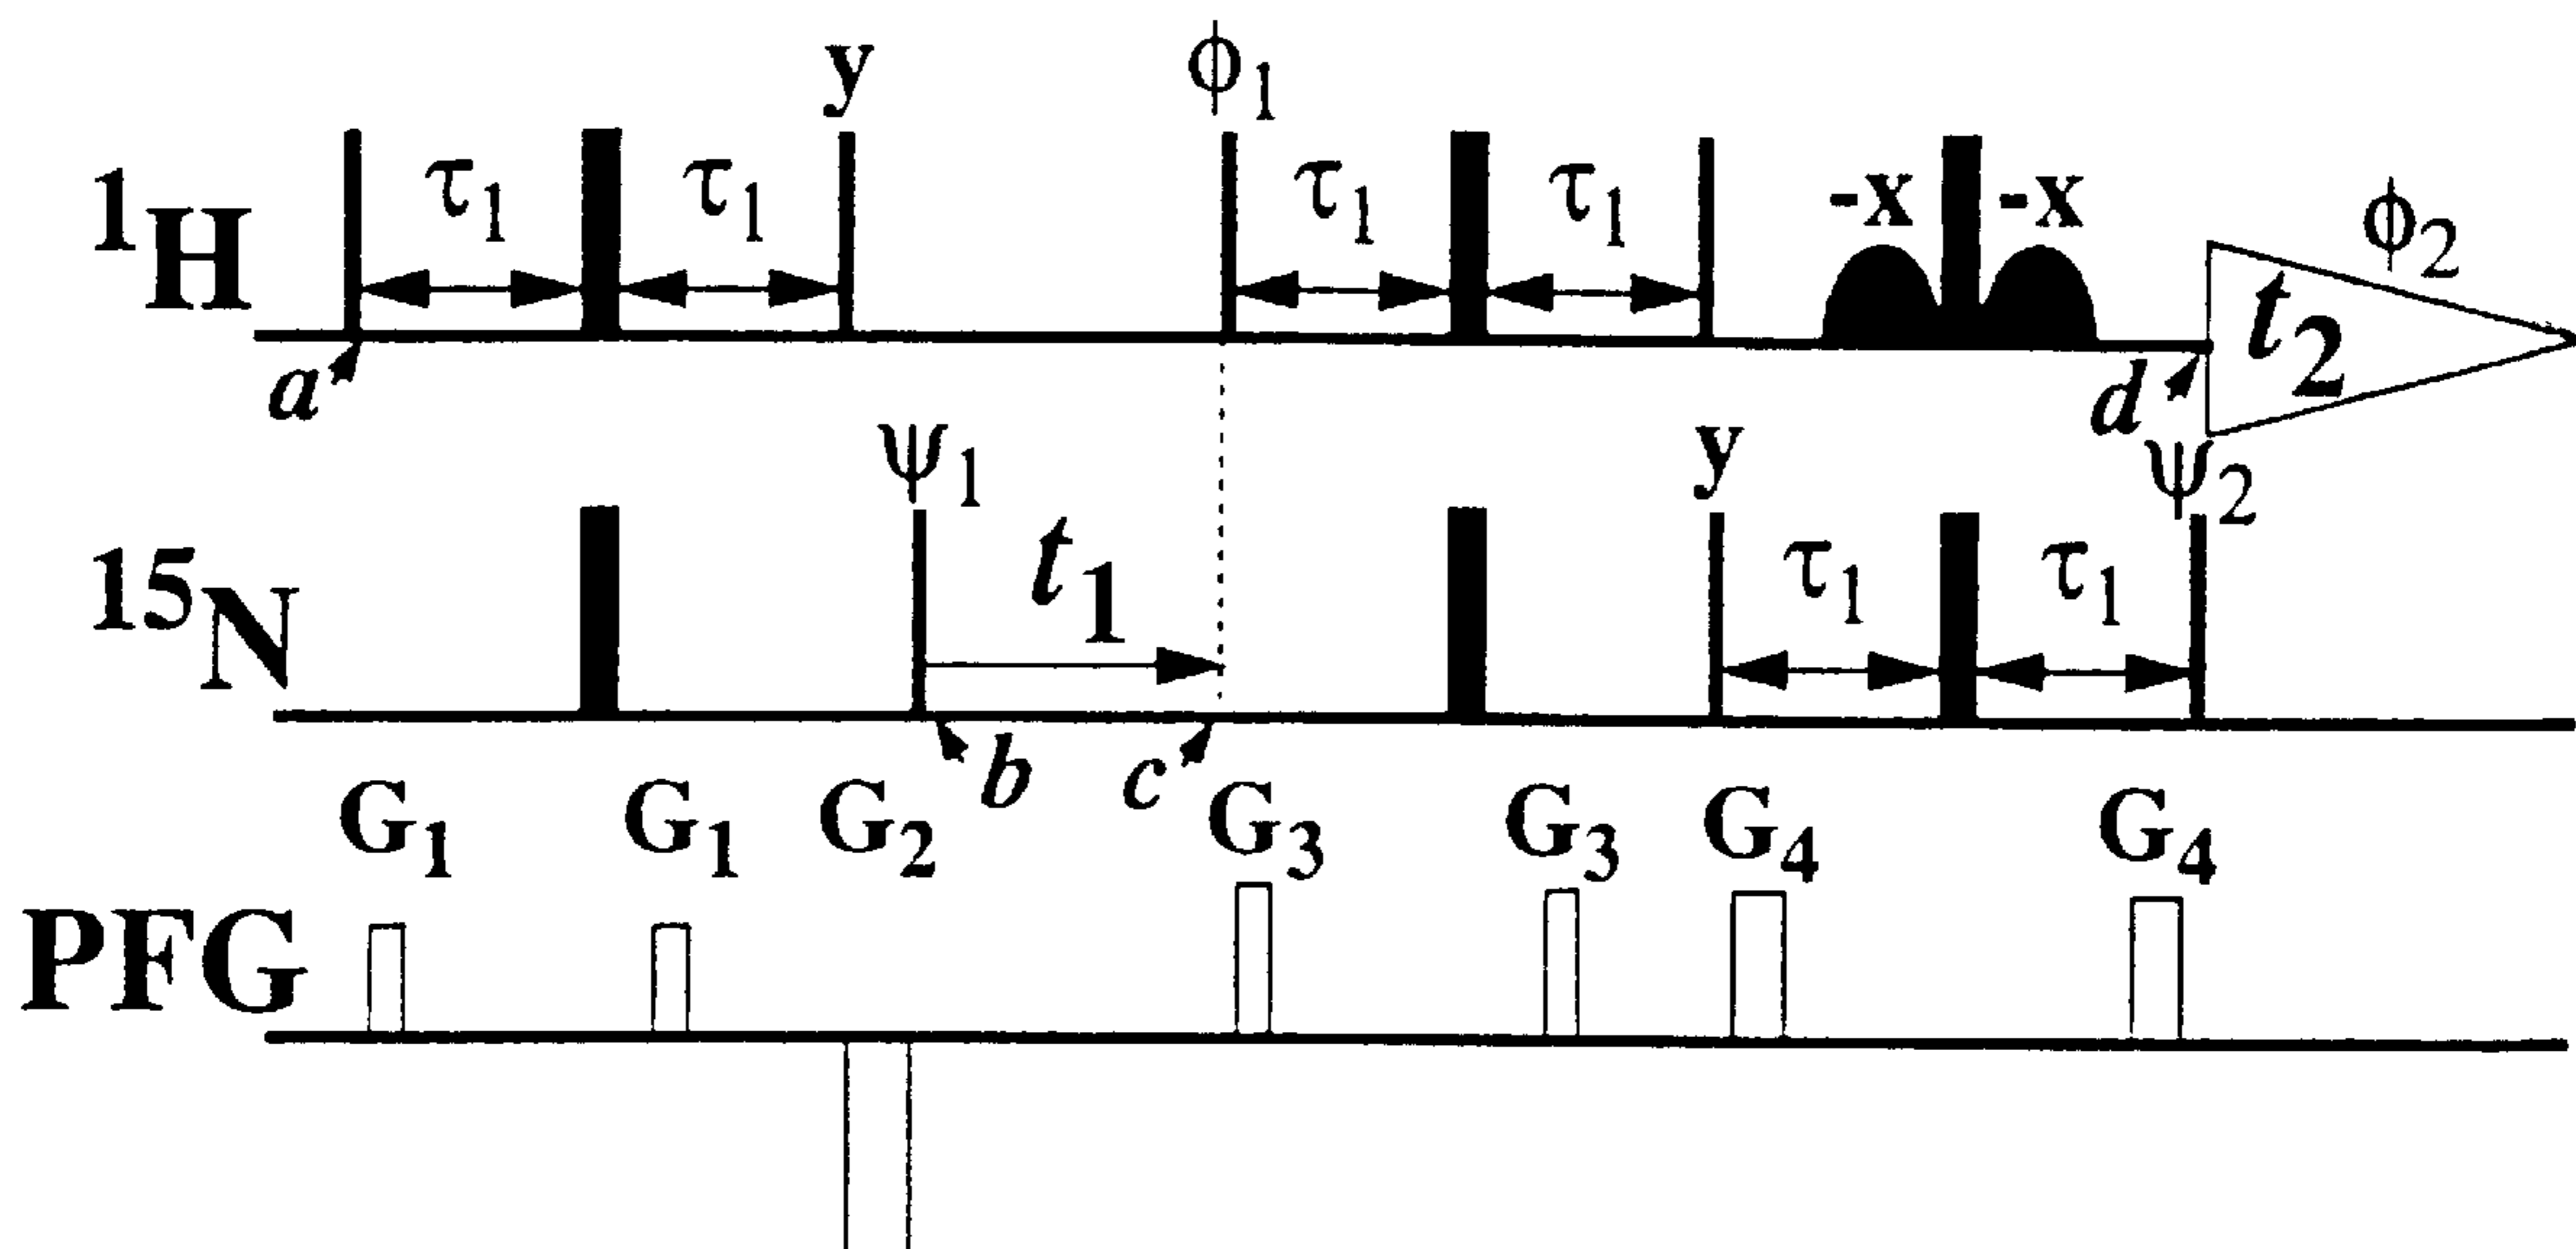 y ϕ₁
¹H τ₁ τ₁ τ₁ τ₁ -x -x ϕ₂
t₂
a d
ψ₁ y ψ₂
¹⁵N t₁ τ₁ τ₁
b c
G₁ G₁ G₂ G₃ G₃ G₄ G₄
PFG